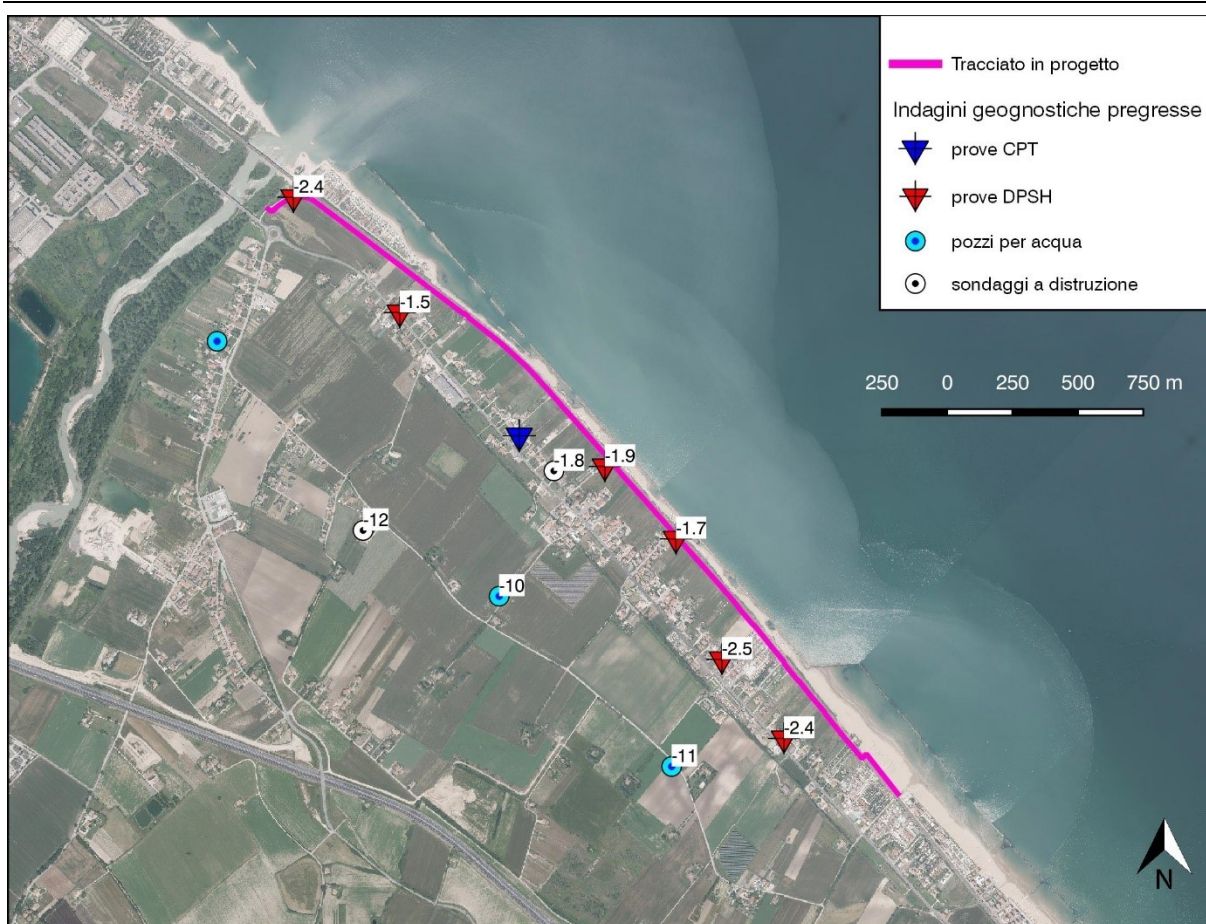 Tracciato in progetto
Indagini geognostiche pregresse
prove CPT
prove DPSH
pozzi per acqua
sondaggi a distruzione
250 0 250 500 750 m
-2.4
-1.5
-1.8
-1.9
-12
-1.7
-10
-2.5
-2.4
-11
N